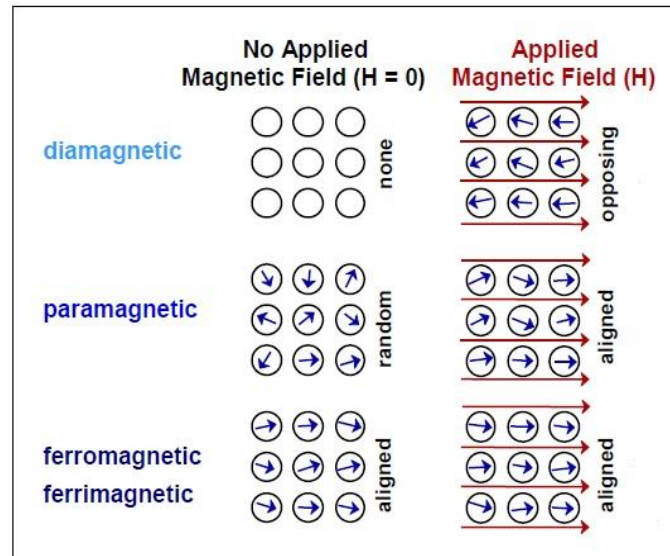 No Applied
Magnetic Field (H = 0)
Applied
Magnetic Field (H)
diamagnetic
none
opposing
paramagnetic
random
aligned
ferromagnetic
ferrimagnetic
aligned
aligned